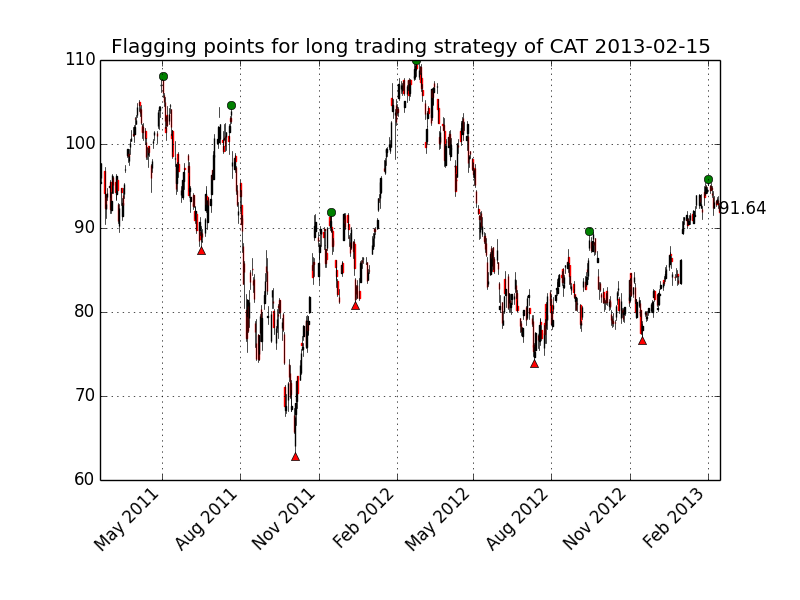 Flagging points for long trading strategy of CAT 2013-02-15
110
100
90
80
70
60
91.64
May 2011
Aug 2011
Nov 2011
Feb 2012
May 2012
Aug 2012
Nov 2012
Feb 2013